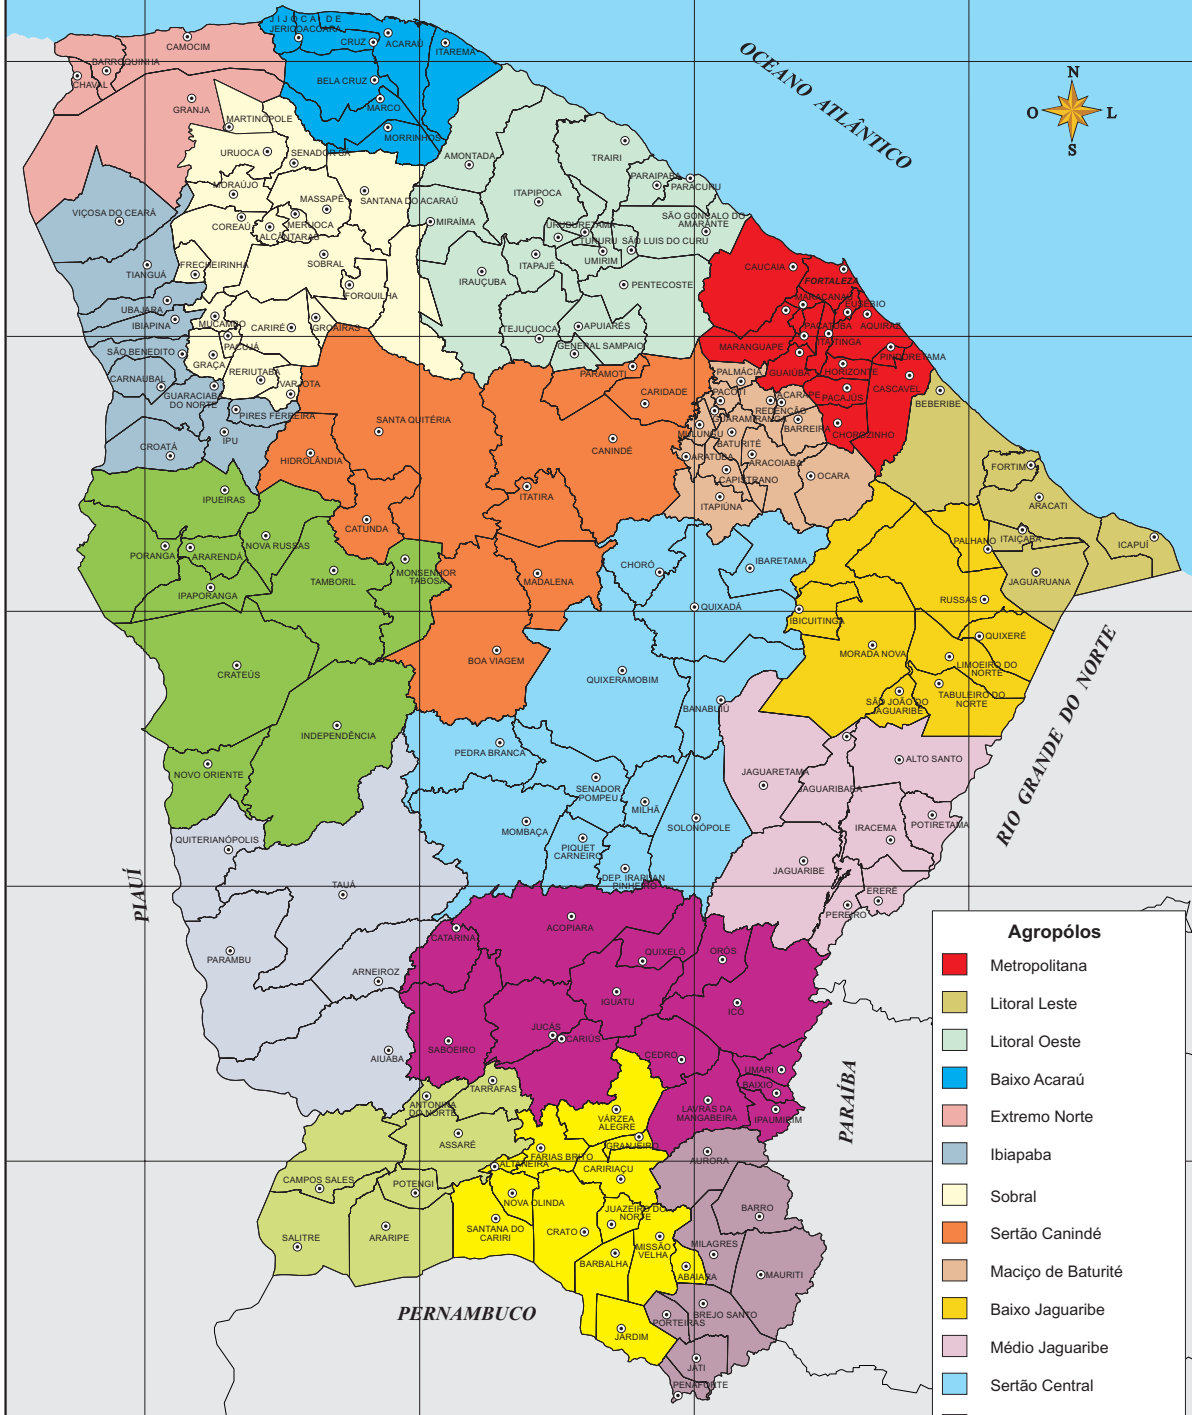 JIJOCA DE
JERICOACOARA
CRUZ
ACARAÚ
ITAREMA
CAMOCIM
BARROQUINHA
CHAVAL
BELA CRUZ
GRANJA
MARCO
MARTINÓPOLE
MORRINHOS
OCEANO ATLÂNTICO
N
O
L
S
URUOCA
SENADOR SÁ
AMONTADA
TRAIRI
MORAÚJO
MASSAPÊ
SANTANA DO ACARAÚ
ITAPIPOCA
PARAIPABA
PARACURU
VIÇOSA DO CEARÁ
COREAÚ
MERUOCA
ALCÂNTARAS
MIRAÍMA
URUBURETAMA
TURURU
SÃO GONÇALO DO
AMARANTE
SÃO LUIS DO CURU
UMIRIM
TIANGUÁ
FRECHEIRINHA
SOBRAL
ITAPAJÉ
IRAUÇUBA
PENTECOSTE
CAUCAIA
FORTALEZA
FORQUILHA
UBAJARA
IBIAPINA
MUCAMBO
PACUJÁ
CARIRÉ
GROAÍRAS
TEJUÇUOCA
APUIARÉS
GENERAL SAMPAIO
MARACANAÚ
EUSÉBIO
PACATUBA
AQUIRAZ
ITAITINGA
MARANGUAPE
PINDORETAMA
SÃO BENEDITO
GRAÇA
RERIUTABA
VARJOTA
PARAMOTI
CARIDADE
GUAIÚBA
HORIZONTE
CASCAVEL
PACAJUS
CHOROZINHO
BEBERIBE
CARNAUBAL
GUARACIABA
DO NORTE
PIRES FERREIRA
IPU
CROATÁ
SANTA QUITÉRIA
HIDROLÂNDIA
CANINDÉ
PALMÁCIA
PACOTI
ACARAPE
REDENÇÃO
GUARAMIRANGA
MULUNGU
BARREIRA
BATURITÉ
ARATUBA
ARACOIABA
CAPISTRANO
OCARA
ITAPIÚNA
FORTIM
ARACATI
ITAIÇABA
ICAPUÍ
JAGUARUANA
IPUEIRAS
ITATIRA
CATUNDA
NOVA RUSSAS
PORANGA
ARARENDÁ
IPAPORANGA
TAMBORIL
MONSENHOR
TABOSA
MADALENA
CHORÓ
IBARETAMA
QUIXADÁ
PALHANO
RUSSAS
IBICUITINGA
QUIXERÉ
MORADA NOVA
LIMOEIRO DO
NORTE
CRATEÚS
BOA VIAGEM
QUIXERAMOBIM
BANABUIÚ
SÃO JOÃO DO
JAGUARIBE
TABULEIRO DO
NORTE
RIO GRANDE DO NORTE
INDEPENDÊNCIA
PEDRA BRANCA
NOVO ORIENTE
SENADOR
POMPEU
MILHÃ
JAGUARETAMA
JAGUARIBARA
ALTO SANTO
MOMBAÇA
PIQUET
CARNEIRO
SOLONÓPOLE
IRACEMA
POTIRETAMA
QUITERIANÓPOLIS
PIAUÍ
TAUÁ
DEP. IRAPUAN
PINHEIRO
JAGUARIBE
ERERÊ
PEREIRO
PARAMBU
ARNEIROZ
CATARINA
ACOPIARA
QUIXELÔ
ORÓS
IGUATU
ICÓ
AIUABA
SABOEIRO
JUCÁS
CARIÚS
CEDRO
UMARI
BAIXIO
IPAUMIRIM
PARAÍBA
LAVRAS DA
MANGABEIRA
TARRAFAS
ANTONINA
DO NORTE
VÁRZEA
ALEGRE
GRANJEIRO
ASSARÉ
FARIAS BRITO
ALTANEIRA
CARIRIAÇU
AURORA
CAMPOS SALES
POTENGI
NOVA OLINDA
JUAZEIRO DO
NORTE
BARRO
SALITRE
ARARIPE
SANTANA DO
CARIRI
CRATO
MISSÃO
VELHA
BARBALHA
MILAGRES
ABAIARA
MAURITI
PERNAMBUCO
JARDIM
PORTEIRAS
BREJO SANTO
JATI
PENAFORTE
Agropólos
Metropolitana
Litoral Leste
Litoral Oeste
Baixo Acaraú
Extremo Norte
Ibiapaba
Sobral
Sertão Canindé
Maciço de Baturité
Baixo Jaguaribe
Médio Jaguaribe
Sertão Central